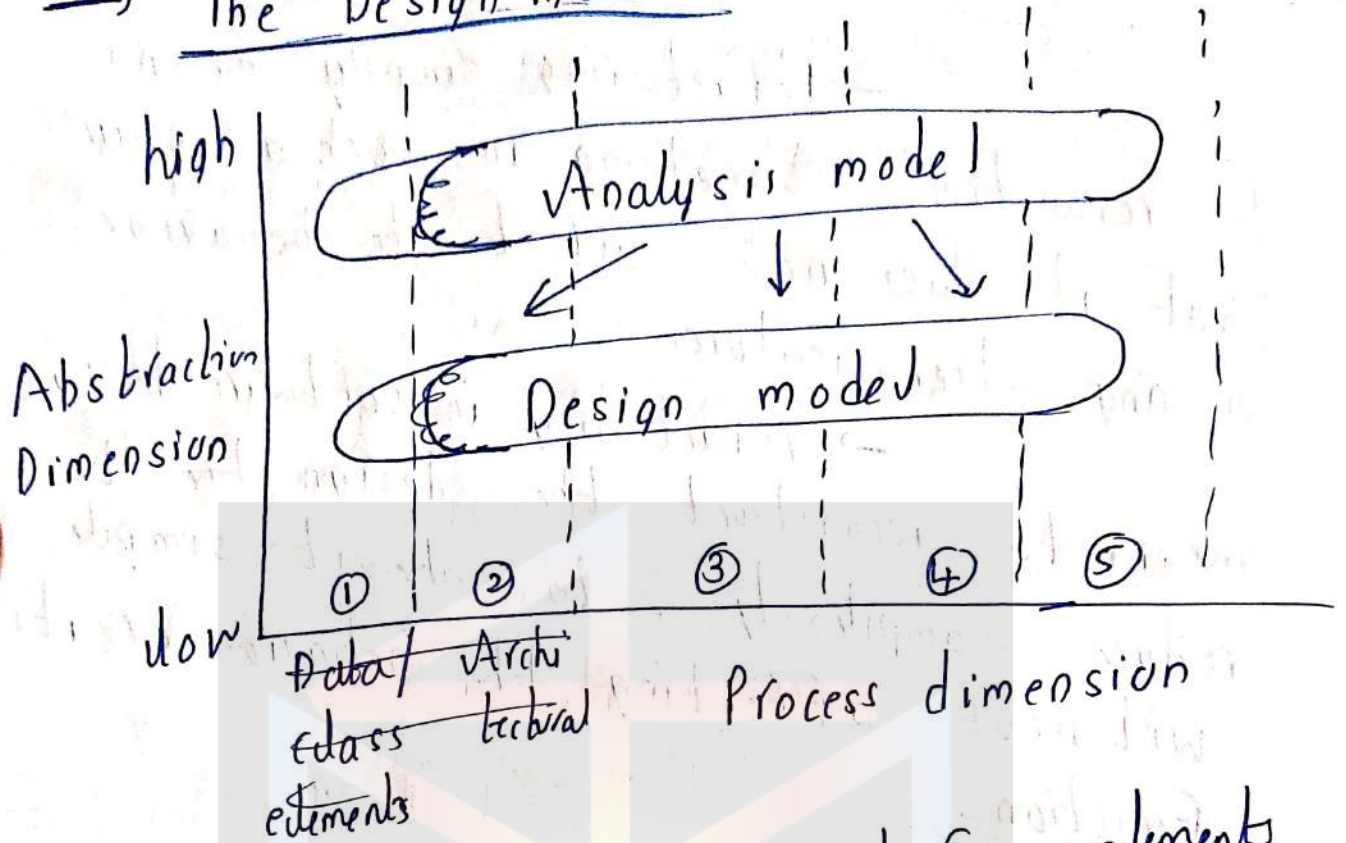 The Design
high
Analysis model
Abstraction
Dimension
Design model
① ② ③ ④ ⑤
low
Data/ Archi
class tectural
elements
Process dimension
elements